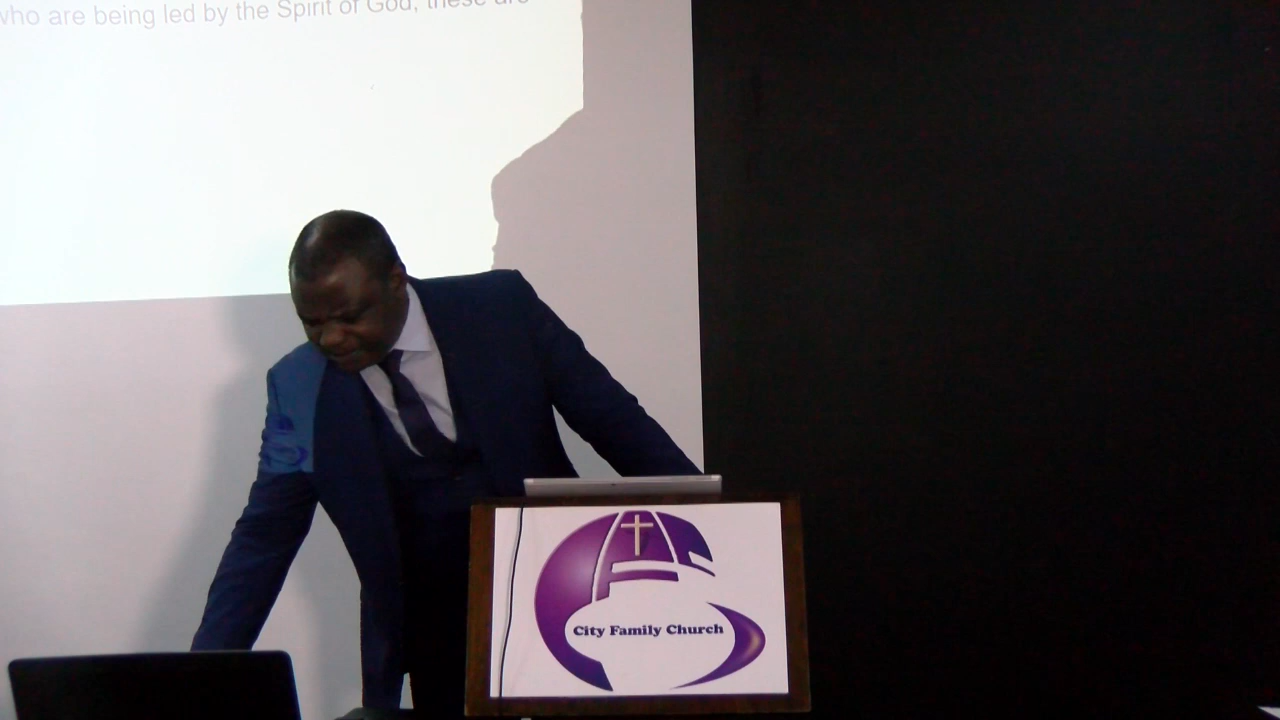 who are being led by the Spirit of God, these are
City Family Church